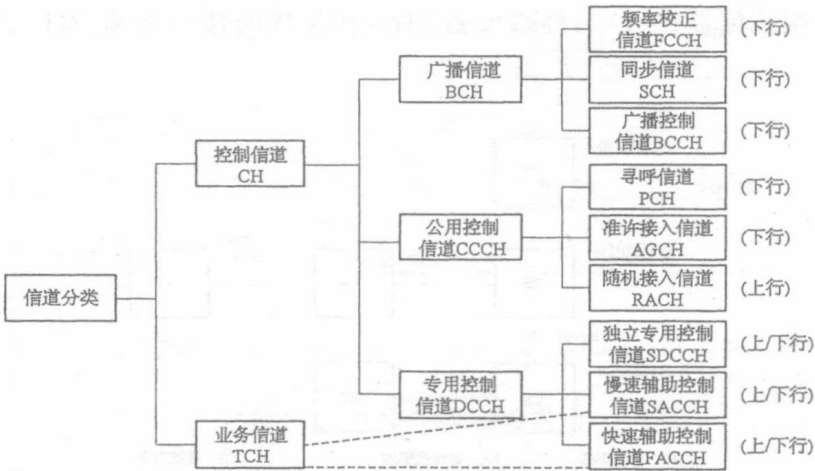 频率校正
信道FCCH
(下行)
广播信道
BCH
同步信道
SCH
(下行)
广播控制
信道BCCH
(下行)
控制信道
CH
寻呼信道
PCH
(下行)
公用控制
信道CCCH
准许接入信道
AGCH
(下行)
随机接入信道
RACH
(上行)
信道分类
独立专用控制
信道SDCCH
(上/下行)
专用控制
信道DCCH
慢速辅助控制
信道SACCH
(上/下行)
业务信道
TCH
快速辅助控制
信道FACCH
(上/下行)